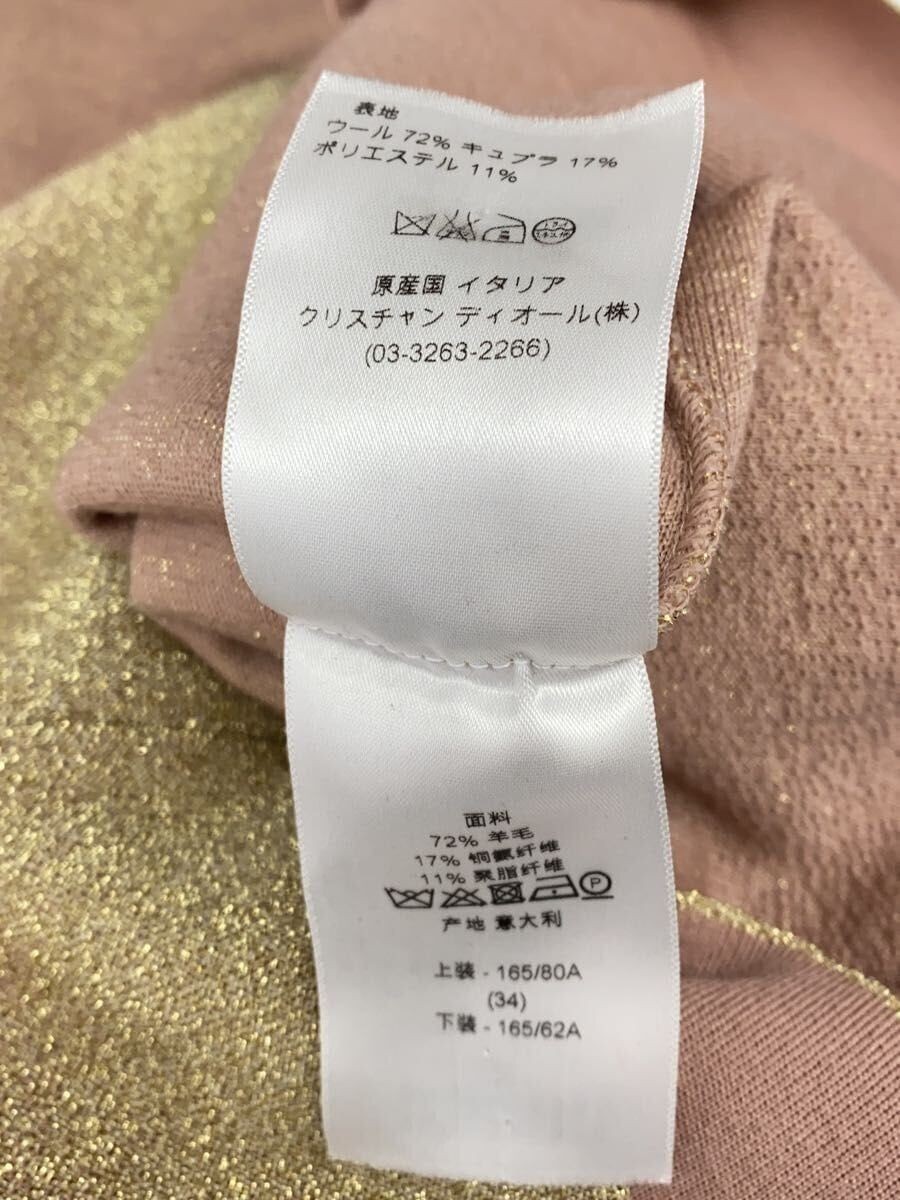 表地
ウール 72% キュプラ 17%
ポリエステル 11%
原産国 イタリア
クリスチャン ディオール(株)
(03-3263-2266)
面料
72% 羊毛
17% 铜氨纤维
11% 聚脂纤维
P
产地 意大利
上装 - 165/80A
(34)
下装 - 165/62A